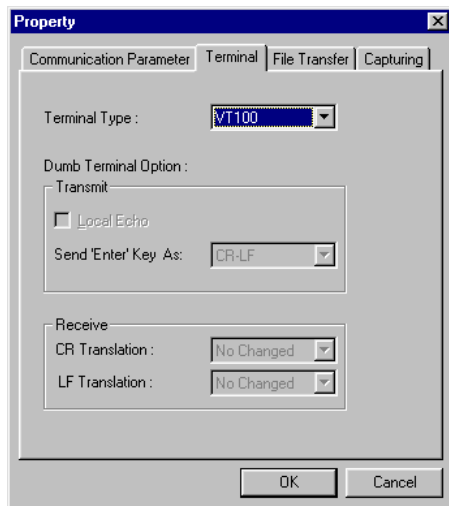 Property
Communication Parameter Terminal File Transfer Capturing
Terminal Type : VT100
Dumb Terminal Option :
Transmit
Local Echo
Send 'Enter' Key As: CR-LF
Receive
CR Translation : No Changed
LF Translation : No Changed
OK Cancel